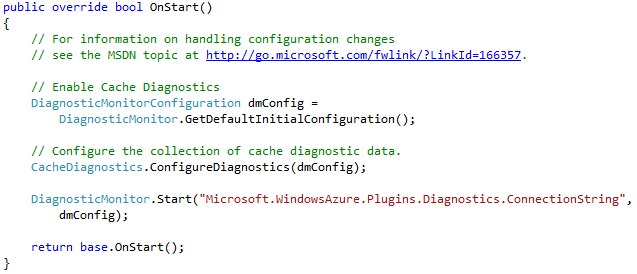 public override bool OnStart()
{
    // For information on handling configuration changes
    // see the MSDN topic at http://go.microsoft.com/fwlink/?LinkId=166357.

    // Enable Cache Diagnostics
    DiagnosticMonitorConfiguration dmConfig =
        DiagnosticMonitor.GetDefaultInitialConfiguration();

    // Configure the collection of cache diagnostic data.
    CacheDiagnostics.ConfigureDiagnostics(dmConfig);

    DiagnosticMonitor.Start("Microsoft.WindowsAzure.Plugins.Diagnostics.ConnectionString",
        dmConfig);

    return base.OnStart();
}